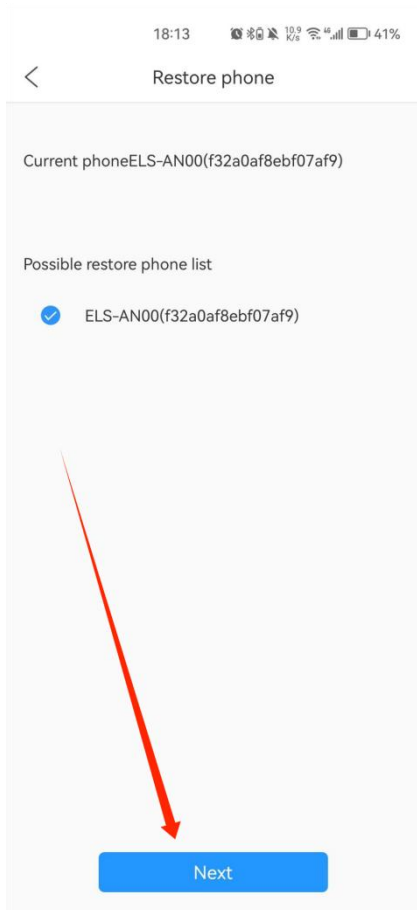 18:13 10.9 K/s 46 41%
Restore phone
Current phoneELS-AN00(f32a0af8ebf07af9)
Possible restore phone list
ELS-AN00(f32a0af8ebf07af9)
Next